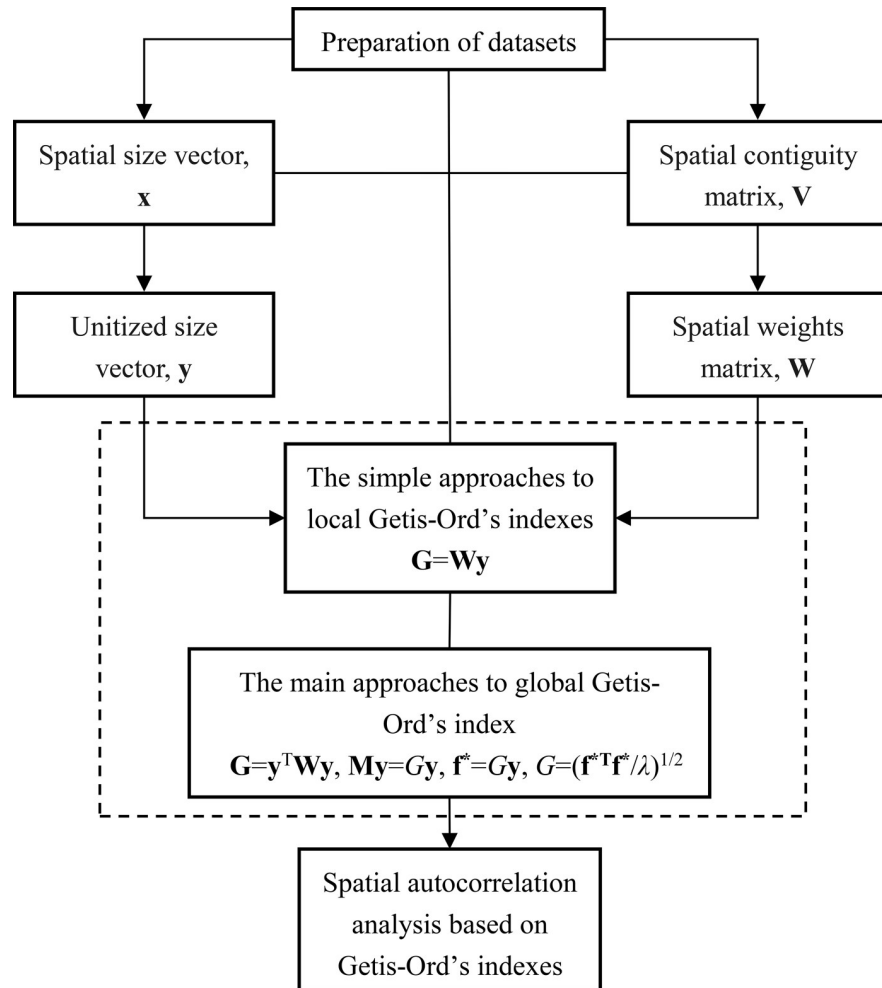 Preparation of datasets
Spatial size vector,
x
Spatial contiguity
matrix, V
Unitized size
vector, y
Spatial weights
matrix, W
The simple approaches to
local Getis-Ord’s indexes
G=Wy
The main approaches to global Getis-
Ord’s index
G=yᵀWy, My=Gy, f*=Gy, G=(f*ᵀf*/λ)¹/²
Spatial autocorrelation
analysis based on
Getis-Ord’s indexes